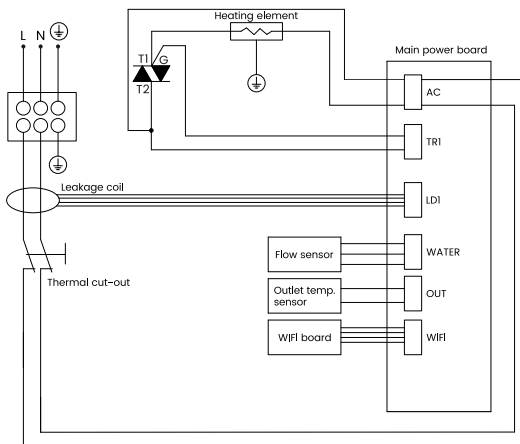 Heating element
L N
T1 G
T2
Main power board
AC
TR1
Leakage coil
LD1
Flow sensor
WATER
Outlet temp.
sensor
OUT
Thermal cut-out
WIFI board
WIFI